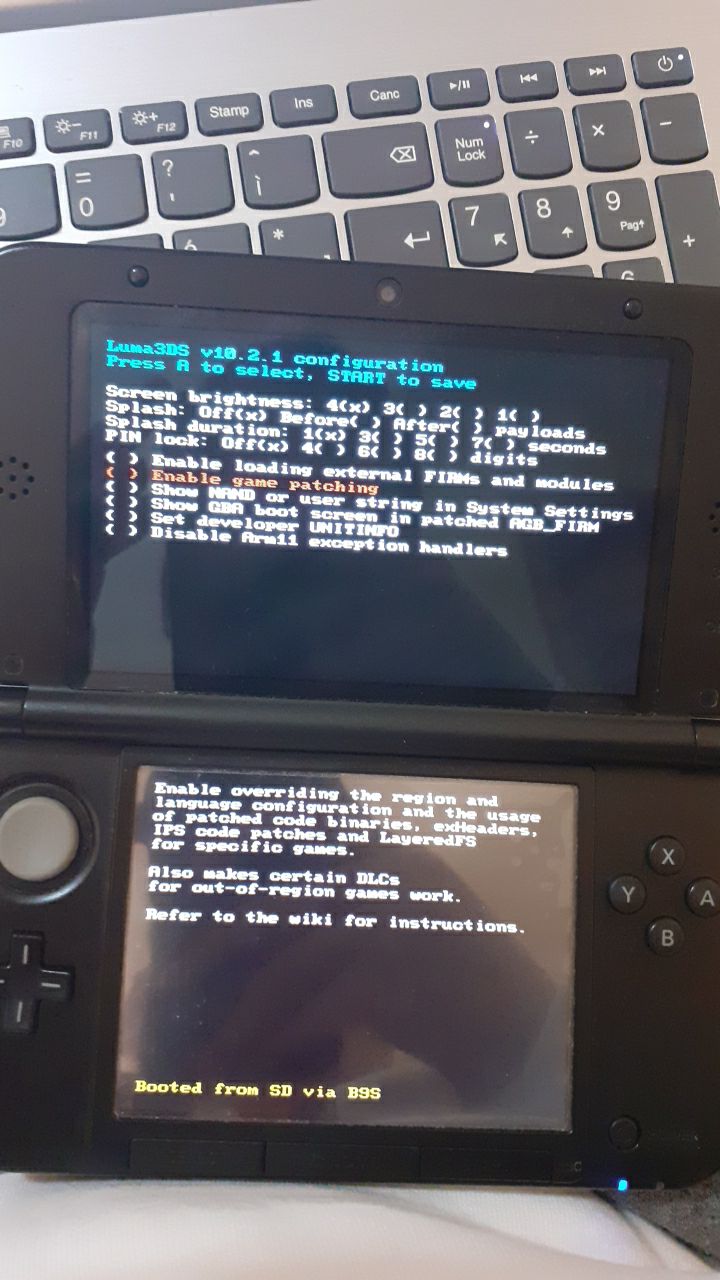 F10
F11
F12
Stamp
Ins
Canc
Num
Lock
÷
×
−
9
=
0
?
'
^
ì
7
8
9
Pag
+
*
6
Luma3DS v10.2.1 configuration
Press A to select, START to save
Screen brightness: 4(x) 3( ) 2( ) 1( )
Splash: Off(x) Before( ) After( ) payloads
Splash duration: 1(x) 3( ) 5( ) 7( ) seconds
PIN lock: Off(x) 4( ) 6( ) 8( ) digits
( ) Enable loading external FIRMs and modules
( ) Enable game patching
( ) Show NAND or user string in System Settings
( ) Show GBA boot screen in patched AGB_FIRM
( ) Set developer UNITINFO
( ) Disable Arm11 exception handlers
Enable overriding the region and
language configuration and the usage
of patched code binaries, exHeaders,
IPS code patches and LayeredFS
for specific games.
Also makes certain DLCs
for out-of-region games work.
Refer to the wiki for instructions.
Booted from SD via B9S
X
Y
A
B